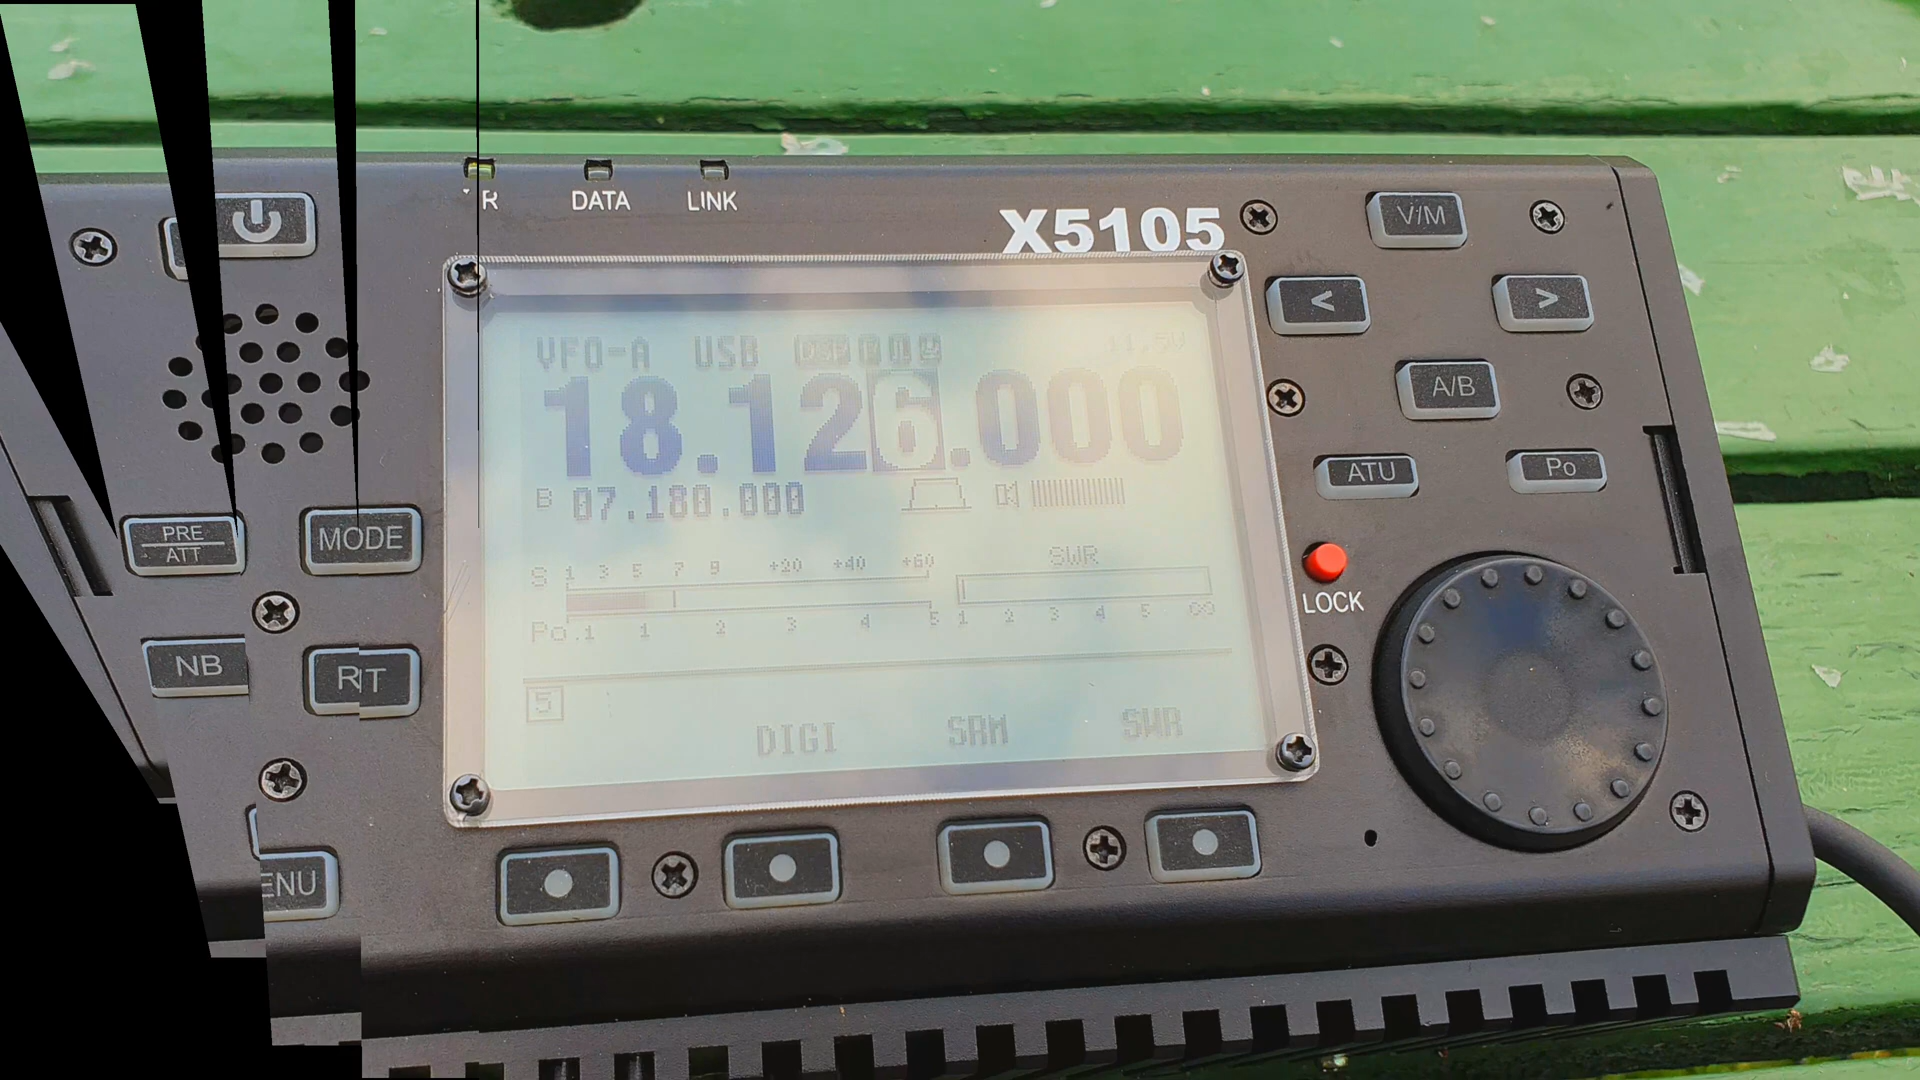 R DATA LINK
X5105
V/M
< >
VFO-A USB
18.126.000
A/B
B 07.180.000
ATU Po
PRE
ATT
MODE
S 1 3 5 7 9 +20 +40 +60 SWR
Po .1 1 2 3 4 5 1 2 3 4 5 ∞
LOCK
NB
RIT
5
DIGI SRM SWR
ENU